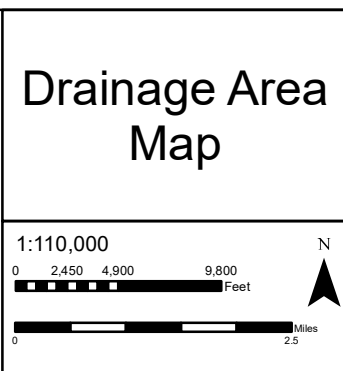 Drainage Area
Map
1:110,000
N
0 2,450 4,900 9,800
Feet
Miles
0 2.5